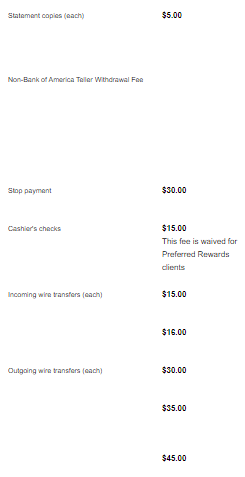 Statement copies (each) $5.00
Non-Bank of America Teller Withdrawal Fee
Stop payment $30.00
Cashier's checks $15.00
This fee is waived for
Preferred Rewards
clients
Incoming wire transfers (each) $15.00
$16.00
Outgoing wire transfers (each) $30.00
$35.00
$45.00